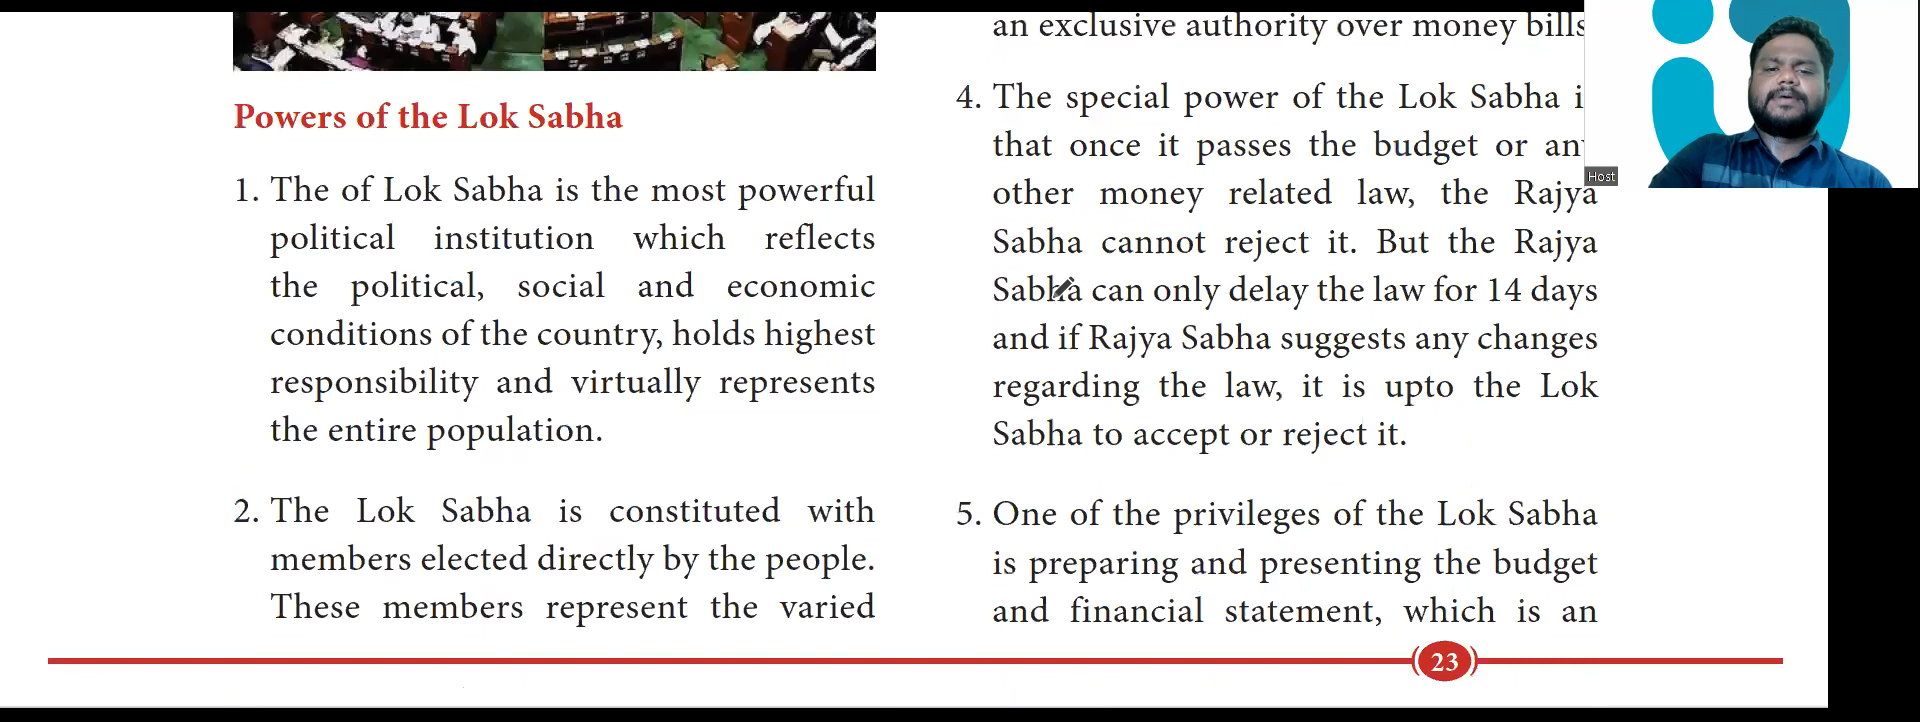 Powers of the Lok Sabha
1. The of Lok Sabha is the most powerful
political institution which reflects
the political, social and economic
conditions of the country, holds highest
responsibility and virtually represents
the entire population.
2. The Lok Sabha is constituted with
members elected directly by the people.
These members represent the varied
an exclusive authority over money bills
4. The special power of the Lok Sabha i
that once it passes the budget or an
other money related law, the Rajya
Sabha cannot reject it. But the Rajya
Sabha can only delay the law for 14 days
and if Rajya Sabha suggests any changes
regarding the law, it is upto the Lok
Sabha to accept or reject it.
5. One of the privileges of the Lok Sabha
is preparing and presenting the budget
and financial statement, which is an
23
Host